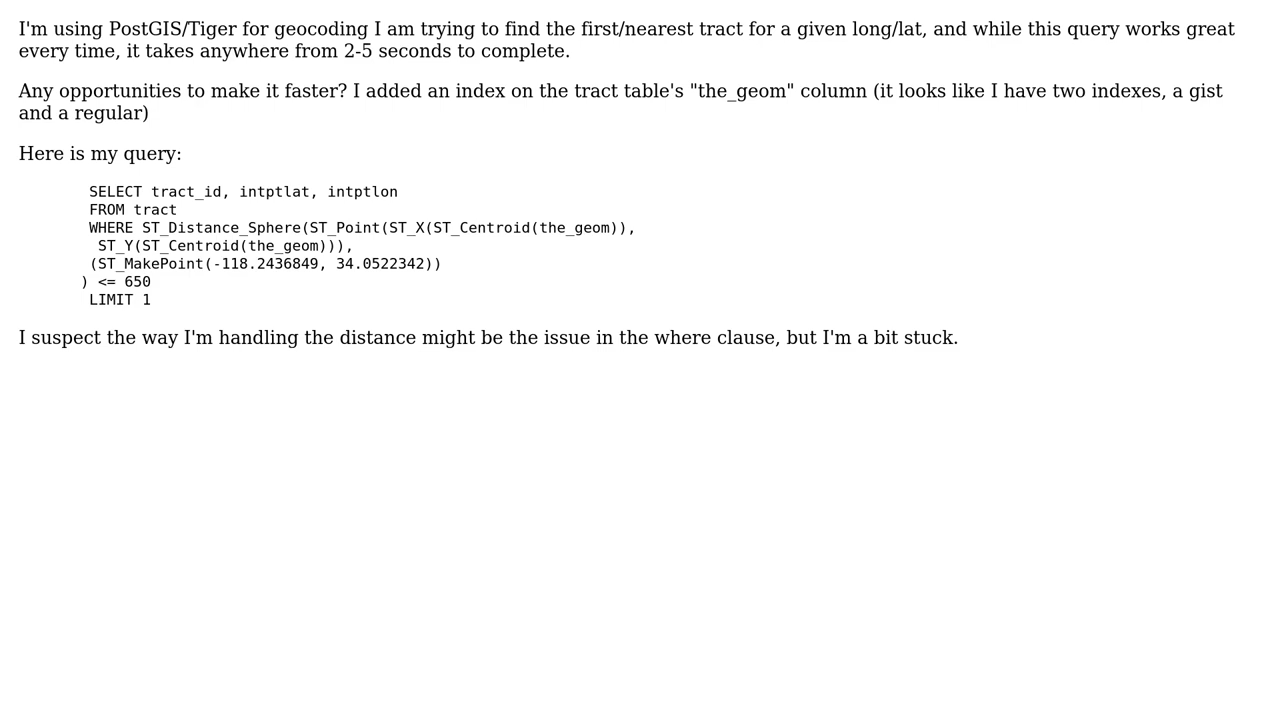 I'm using PostGIS/Tiger for geocoding I am trying to find the first/nearest tract for a given long/lat, and while this query works great
every time, it takes anywhere from 2-5 seconds to complete.
Any opportunities to make it faster? I added an index on the tract table's "the_geom" column (it looks like I have two indexes, a gist
and a regular)
Here is my query:
SELECT tract_id, intptlat, intptlon
FROM tract
WHERE ST_Distance_Sphere(ST_Point(ST_X(ST_Centroid(the_geom)),
ST_Y(ST_Centroid(the_geom))),
(ST_MakePoint(-118.2436849, 34.0522342))
) <= 650
LIMIT 1
I suspect the way I'm handling the distance might be the issue in the where clause, but I'm a bit stuck.